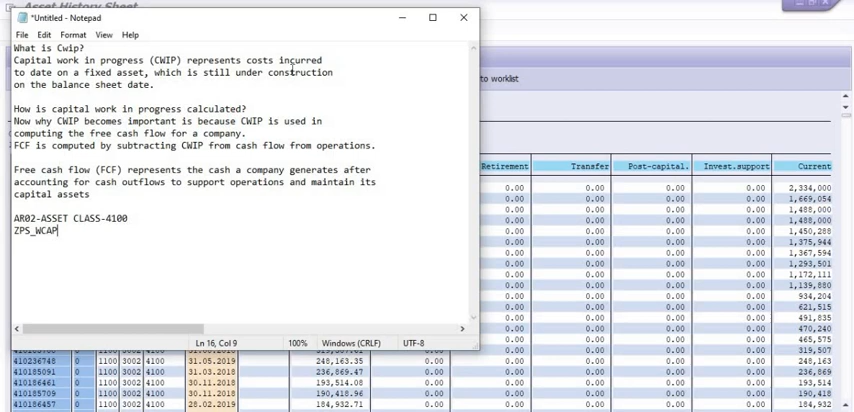 Asset History Sheet
*Untitled - Notepad
File Edit Format View Help
What is Cwip?
Capital work in progress (CWIP) represents costs incurred
to date on a fixed asset, which is still under construction
on the balance sheet date.
How is capital work in progress calculated?
Now why CWIP becomes important is because CWIP is used in
computing the free cash flow for a company.
FCF is computed by subtracting CWIP from cash flow from operations.
Free cash flow (FCF) represents the cash a company generates after
accounting for cash outflows to support operations and maintain its
capital assets
AR02-ASSET CLASS-4100
ZPS_WCAP
Ln 16, Col 9 100% Windows (CRLF) UTF-8
to worklist
Retirement Transfer Post-capital. Invest.support Current
0.00 0.00 0.00 0.00 2,334,000
0.00 0.00 0.00 0.00 1,669,054
0.00 0.00 0.00 0.00 1,488,000
0.00 0.00 0.00 0.00 1,488,000
0.00 0.00 0.00 0.00 1,450,288
0.00 0.00 0.00 0.00 1,375,944
0.00 0.00 0.00 0.00 1,367,594
0.00 0.00 0.00 0.00 1,293,501
0.00 0.00 0.00 0.00 1,172,111
0.00 0.00 0.00 0.00 1,139,880
0.00 0.00 0.00 0.00 934,204
0.00 0.00 0.00 0.00 621,515
0.00 0.00 0.00 0.00 491,835
0.00 0.00 0.00 0.00 470,240
0.00 0.00 0.00 0.00 465,575
0.00 0.00 0.00 0.00 319,507
410236748 0 1100 3002 4100 31.05.2019 248,163.35 0.00 0.00 0.00 0.00 0.00 248,163
410185091 0 1100 3002 4100 31.03.2018 236,869.47 0.00 0.00 0.00 0.00 0.00 236,869
410186461 0 1100 3002 4100 30.11.2018 193,514.08 0.00 0.00 0.00 0.00 0.00 193,514
410185709 0 1100 3002 4100 30.11.2018 190,418.96 0.00 0.00 0.00 0.00 0.00 190,418
410186457 0 1100 3002 4100 28.02.2019 184,932.71 0.00 0.00 0.00 0.00 0.00 184,932